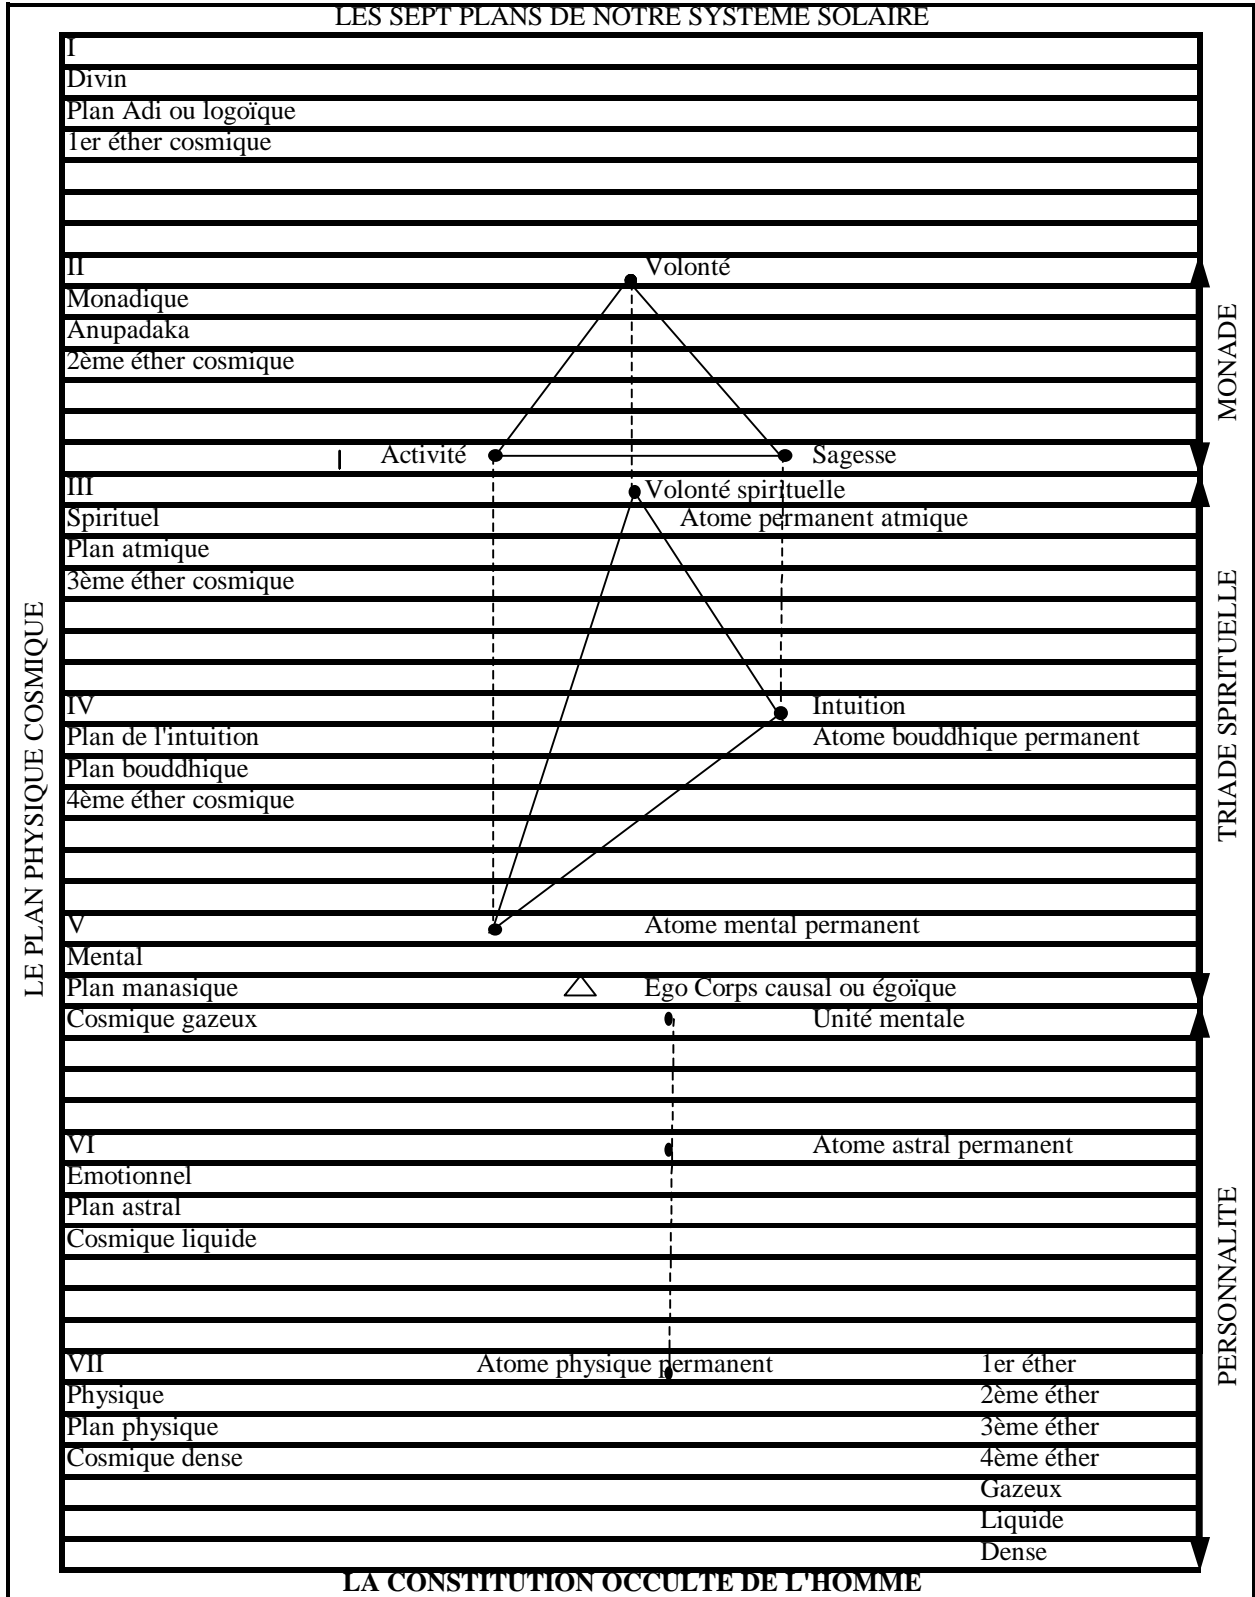 LES SEPT PLANS DE NOTRE SYSTEME SOLAIRE
I
Divin
Plan Adi ou logoïque
1er éther cosmique
II Volonté
Monadique
Anupadaka
2ème éther cosmique
Activité Sagesse
III Volonté spirituelle
Spirituel Atome permanent atmique
Plan atmique
3ème éther cosmique
IV Intuition
Plan de l'intuition Atome bouddhique permanent
Plan bouddhique
4ème éther cosmique
V Atome mental permanent
Mental
Plan manasique Ego Corps causal ou égoïque
Cosmique gazeux Unité mentale
VI Atome astral permanent
Emotionnel
Plan astral
Cosmique liquide
VII Atome physique permanent 1er éther
Physique 2ème éther
Plan physique 3ème éther
Cosmique dense 4ème éther
Gazeux
Liquide
Dense
LA CONSTITUTION OCCULTE DE L'HOMME
LE PLAN PHYSIQUE COSMIQUE
MONADE
TRIADE SPIRITUELLE
PERSONNALITE